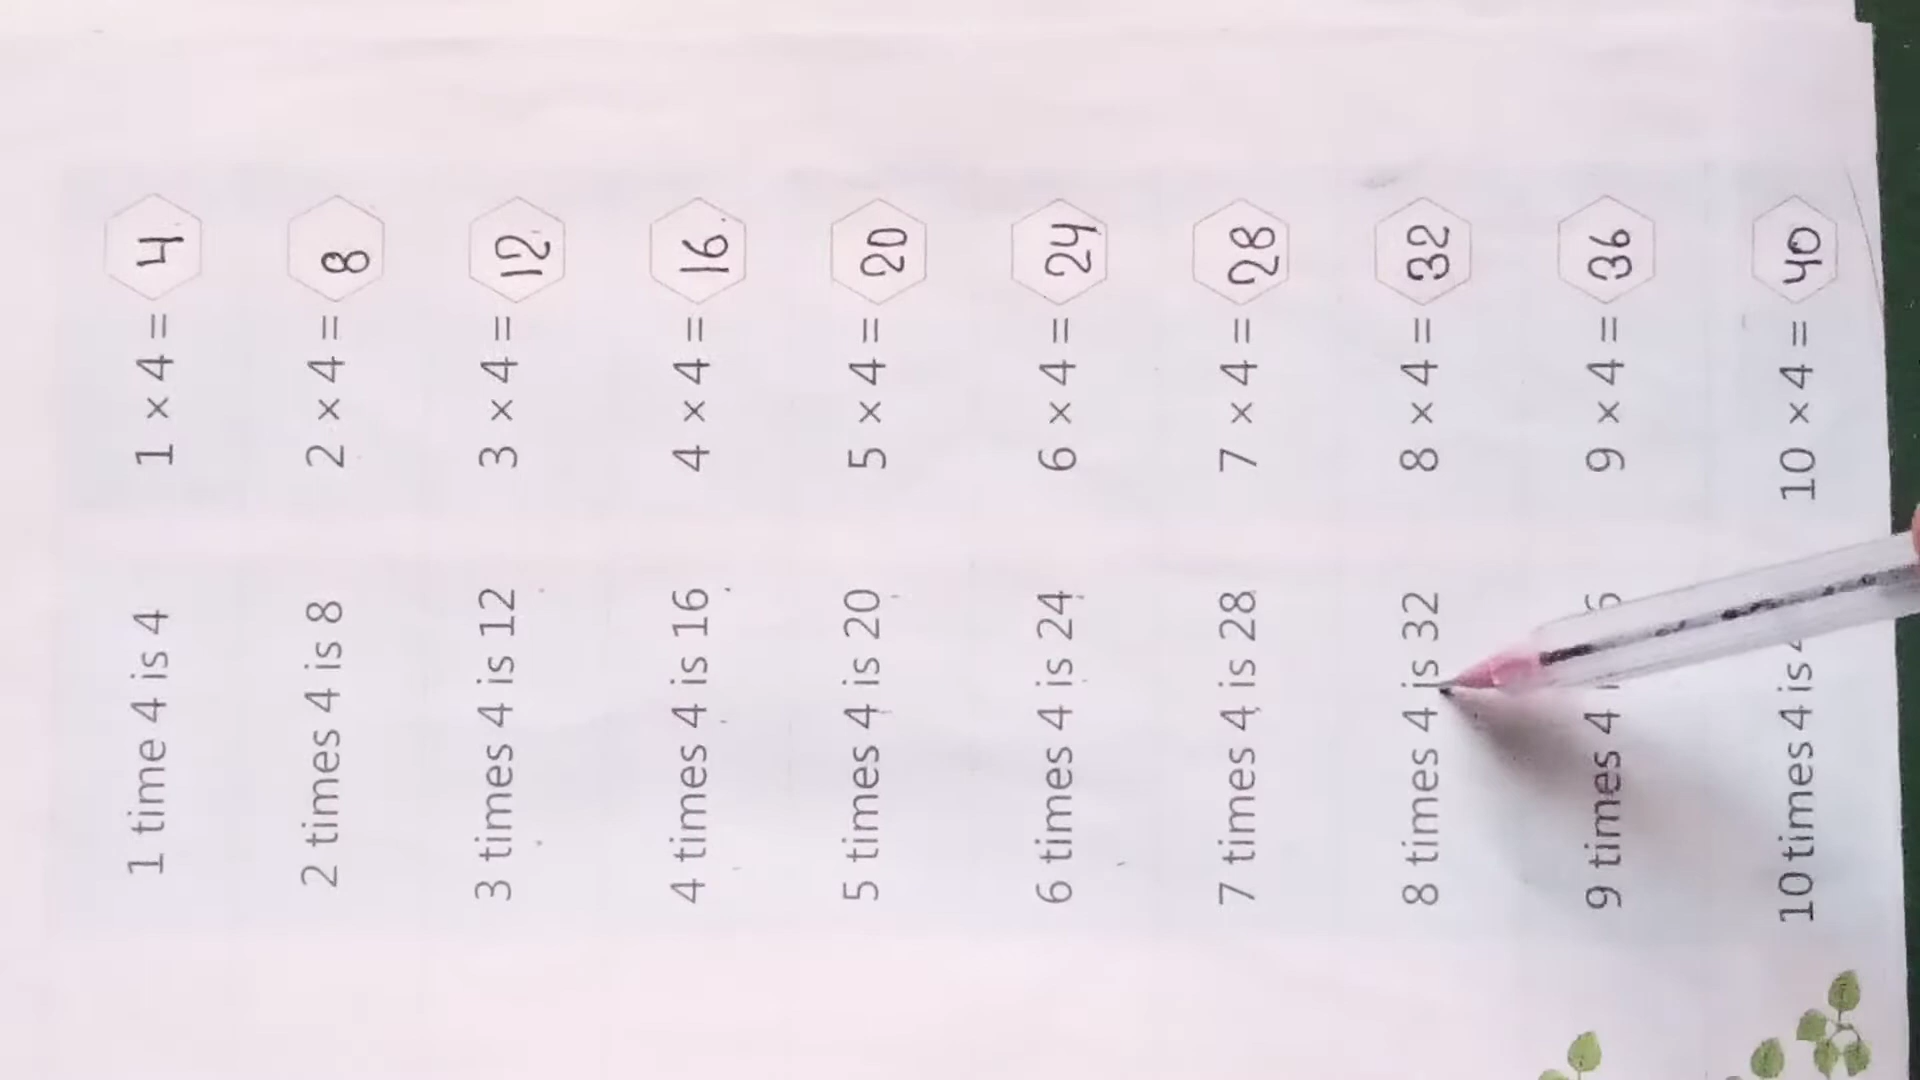 1 time 4 is 4 1 × 4 = 4
2 times 4 is 8 2 × 4 = 8
3 times 4 is 12 3 × 4 = 12
4 times 4 is 16 4 × 4 = 16
5 times 4 is 20 5 × 4 = 20
6 times 4 is 24 6 × 4 = 24
7 times 4 is 28 7 × 4 = 28
8 times 4 is 32 8 × 4 = 32
9 times 4 9 × 4 = 36
10 times 4 is 10 × 4 = 40